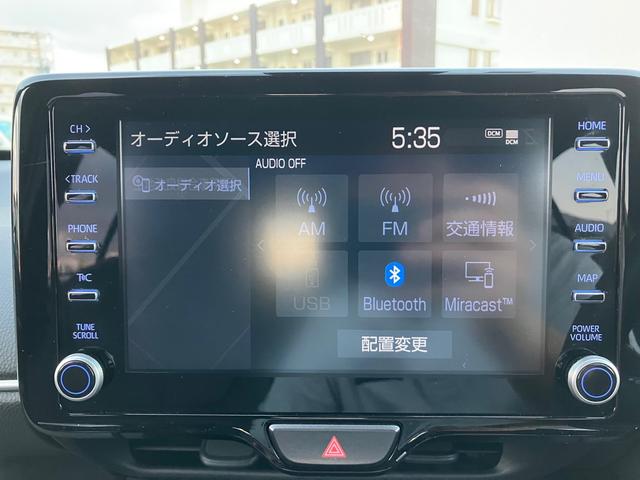 CH>
<TRACK
PHONE
T&C
TUNE
SCROLL
オーディオソース選択
5:35
DCM
DCM
AUDIO OFF
オーディオ選択
AM
FM
交通情報
USB
Bluetooth
Miracast™
配置変更
HOME
MENU
AUDIO
MAP
POWER
VOLUME